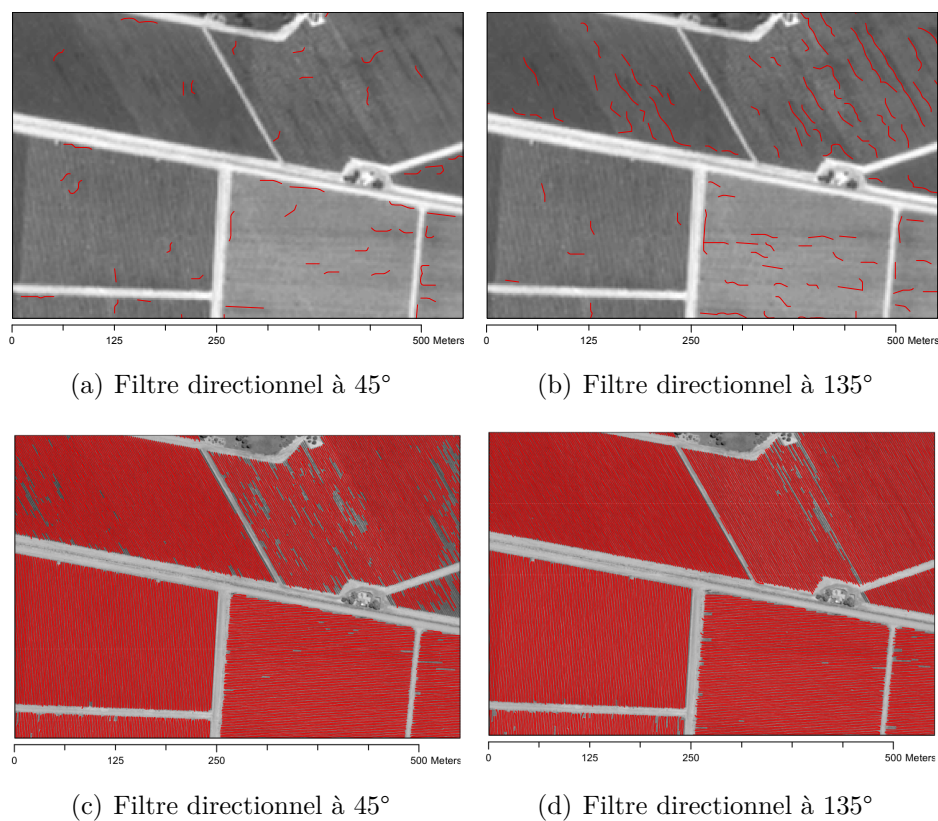 0 125 250 500 Meters
0 125 250 500 Meters
(a) Filtre directionnel à 45°
(b) Filtre directionnel à 135°
0 125 250 500 Meters
0 125 250 500 Meters
(c) Filtre directionnel à 45°
(d) Filtre directionnel à 135°